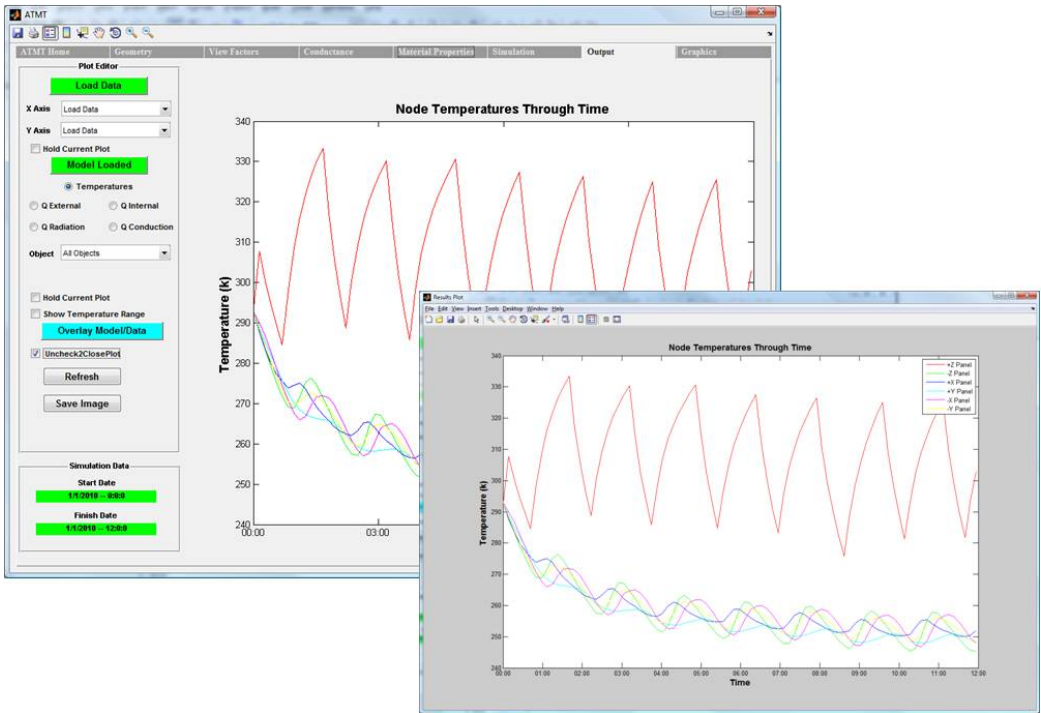 ATMT
ATMT Home Geometry View Factors Conductance Material Properties Simulation Output Graphics
Plot Editor
Load Data
X Axis Load Data
Y Axis Load Data
Hold Current Plot
Model Loaded
Temperatures
Q External Q Internal
Q Radiation Q Conduction
Object All Objects
Hold Current Plot
Show Temperature Range
Overlay Model/Data
Uncheck2ClosePlot
Refresh
Save Image
Simulation Data
Start Date
1/1/2010 -- 0:0:0
Finish Date
1/1/2010 -- 12:0:0
Node Temperatures Through Time
340
330
320
310
300
290
280
270
260
250
240
Temperature (k)
00:00 03:00
Results Plot
File Edit View Insert Tools Desktop Window Help
Node Temperatures Through Time
+Z Panel
-Z Panel
+X Panel
+Y Panel
-X Panel
-Y Panel
340
330
320
310
300
290
280
270
260
250
240
Temperature (k)
00:00 01:00 02:00 03:00 04:00 05:00 06:00 07:00 08:00 09:00 10:00 11:00 12:00
Time